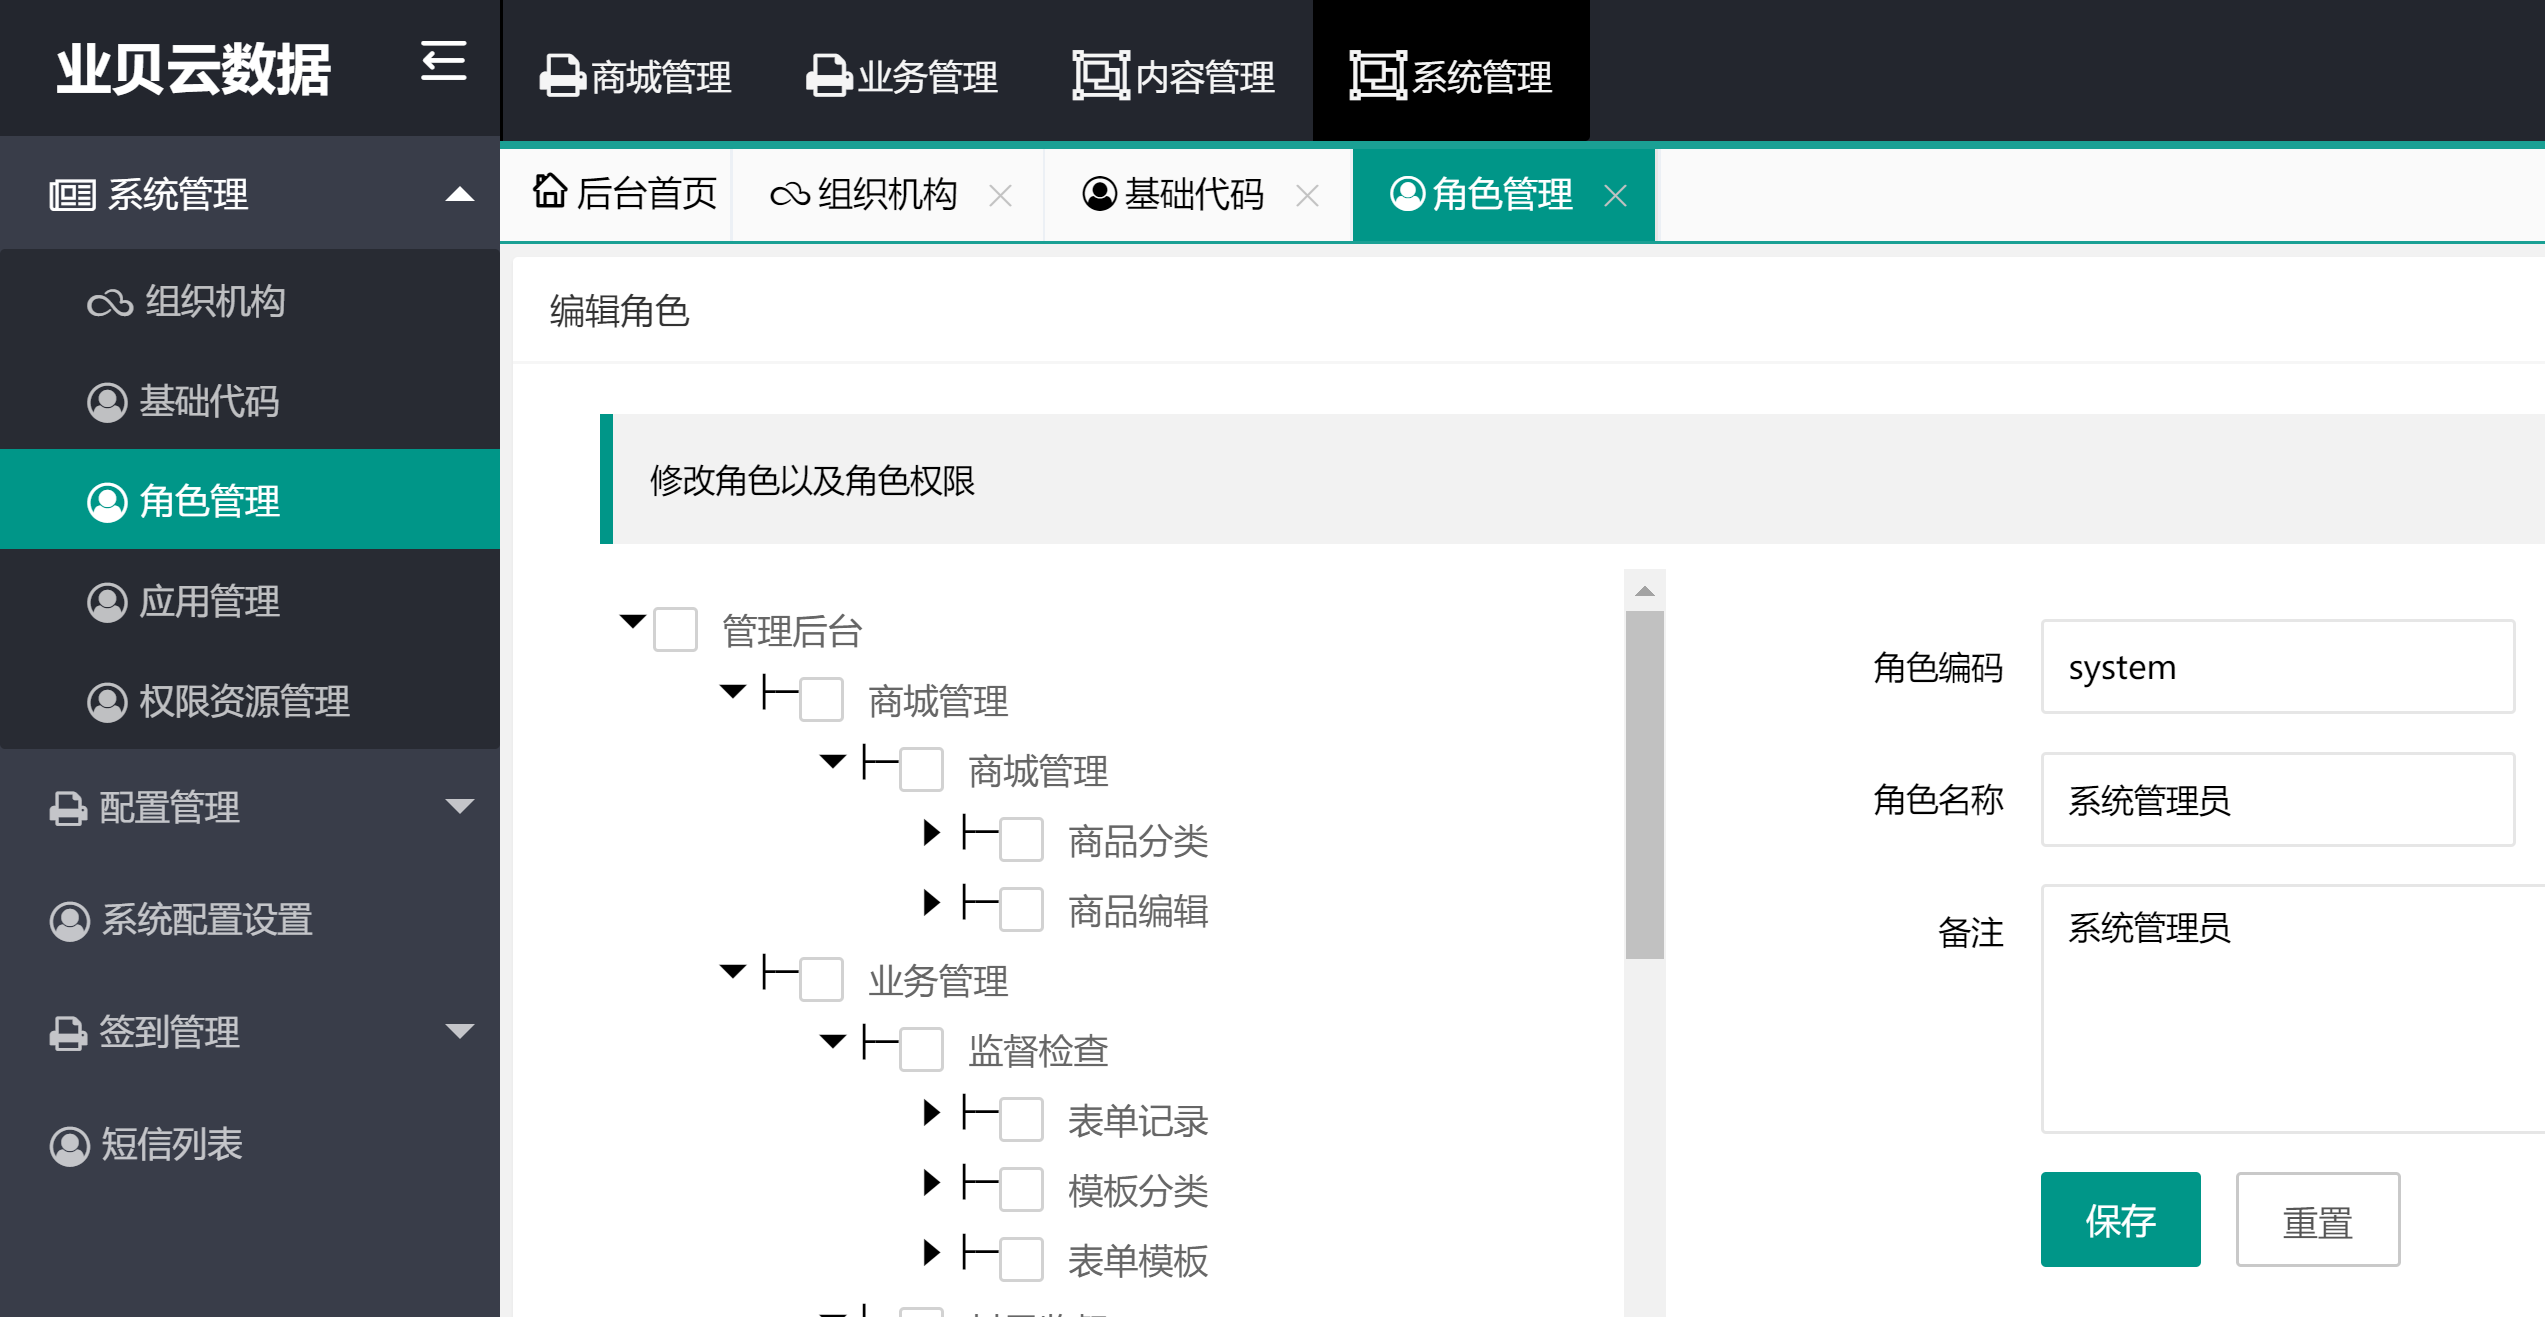 业贝云数据
商城管理
业务管理
内容管理
系统管理
后台首页
组织机构
基础代码
角色管理
系统管理
组织机构
基础代码
角色管理
应用管理
权限资源管理
配置管理
系统配置设置
签到管理
短信列表
编辑角色
修改角色以及角色权限
管理后台
商城管理
商城管理
商品分类
商品编辑
业务管理
监督检查
表单记录
模板分类
表单模板
角色编码
system
角色名称
系统管理员
备注
系统管理员
保存
重置